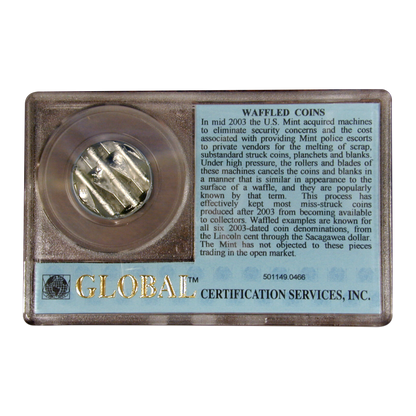 WAFFLED COINS
In mid 2003 the U.S. Mint acquired machines
to eliminate security concerns and the cost
associated with providing Mint police escorts
to private vendors for the melting of scrap,
substandard struck coins, planchets and blanks.
Under high pressure, the rollers and blades of
these machines cancels the coins and blanks in
a manner that is similar in appearance to the
surface of a waffle, and they are popularly
known by that term. This process has
effectively kept most miss-struck coins
produced after 2003 from becoming available
to collectors. Waffled examples are known for
all six 2003-dated coin denominations, from
the Lincoln cent through the Sacagawea dollar.
The Mint has not objected to these pieces
trading in the open market.
501149.0466
GLOBAL™ CERTIFICATION SERVICES, INC.